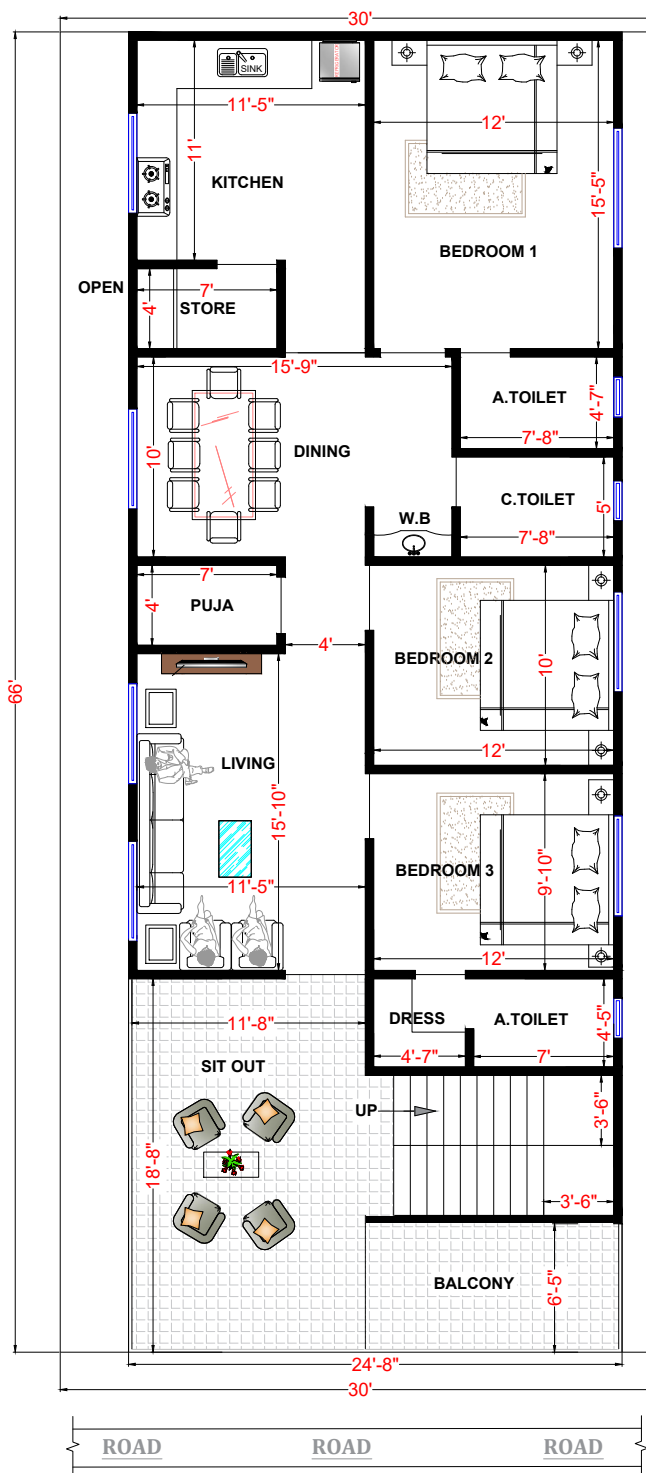 30'
SINK
11'-5"
11'
12'
KITCHEN
15'-5"
BEDROOM 1
OPEN
7'
4'
STORE
15'-9"
A.TOILET
4'-7"
7'-8"
10'
DINING
C.TOILET
5'
W.B
7'-8"
7'
PUJA
4'
4'
BEDROOM 2
10'
66'
12'
LIVING
15'-10"
BEDROOM 3
9'-10"
11'-5"
12'
DRESS
A.TOILET
4'-5"
11'-8"
4'-7"
7'
SIT OUT
UP
3'-6"
18'-8"
3'-6"
BALCONY
6'-5"
24'-8"
30'
ROAD ROAD ROAD